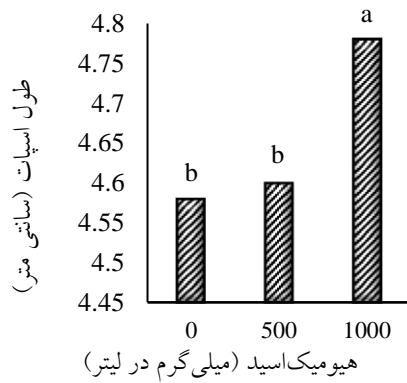 4.8
4.75
4.7
4.65
4.6
4.55
4.5
4.45
a
b
b
0 500 1000
طول اسپات (سانتی متر)
هیومیک‌اسید (میلی‌گرم در لیتر)